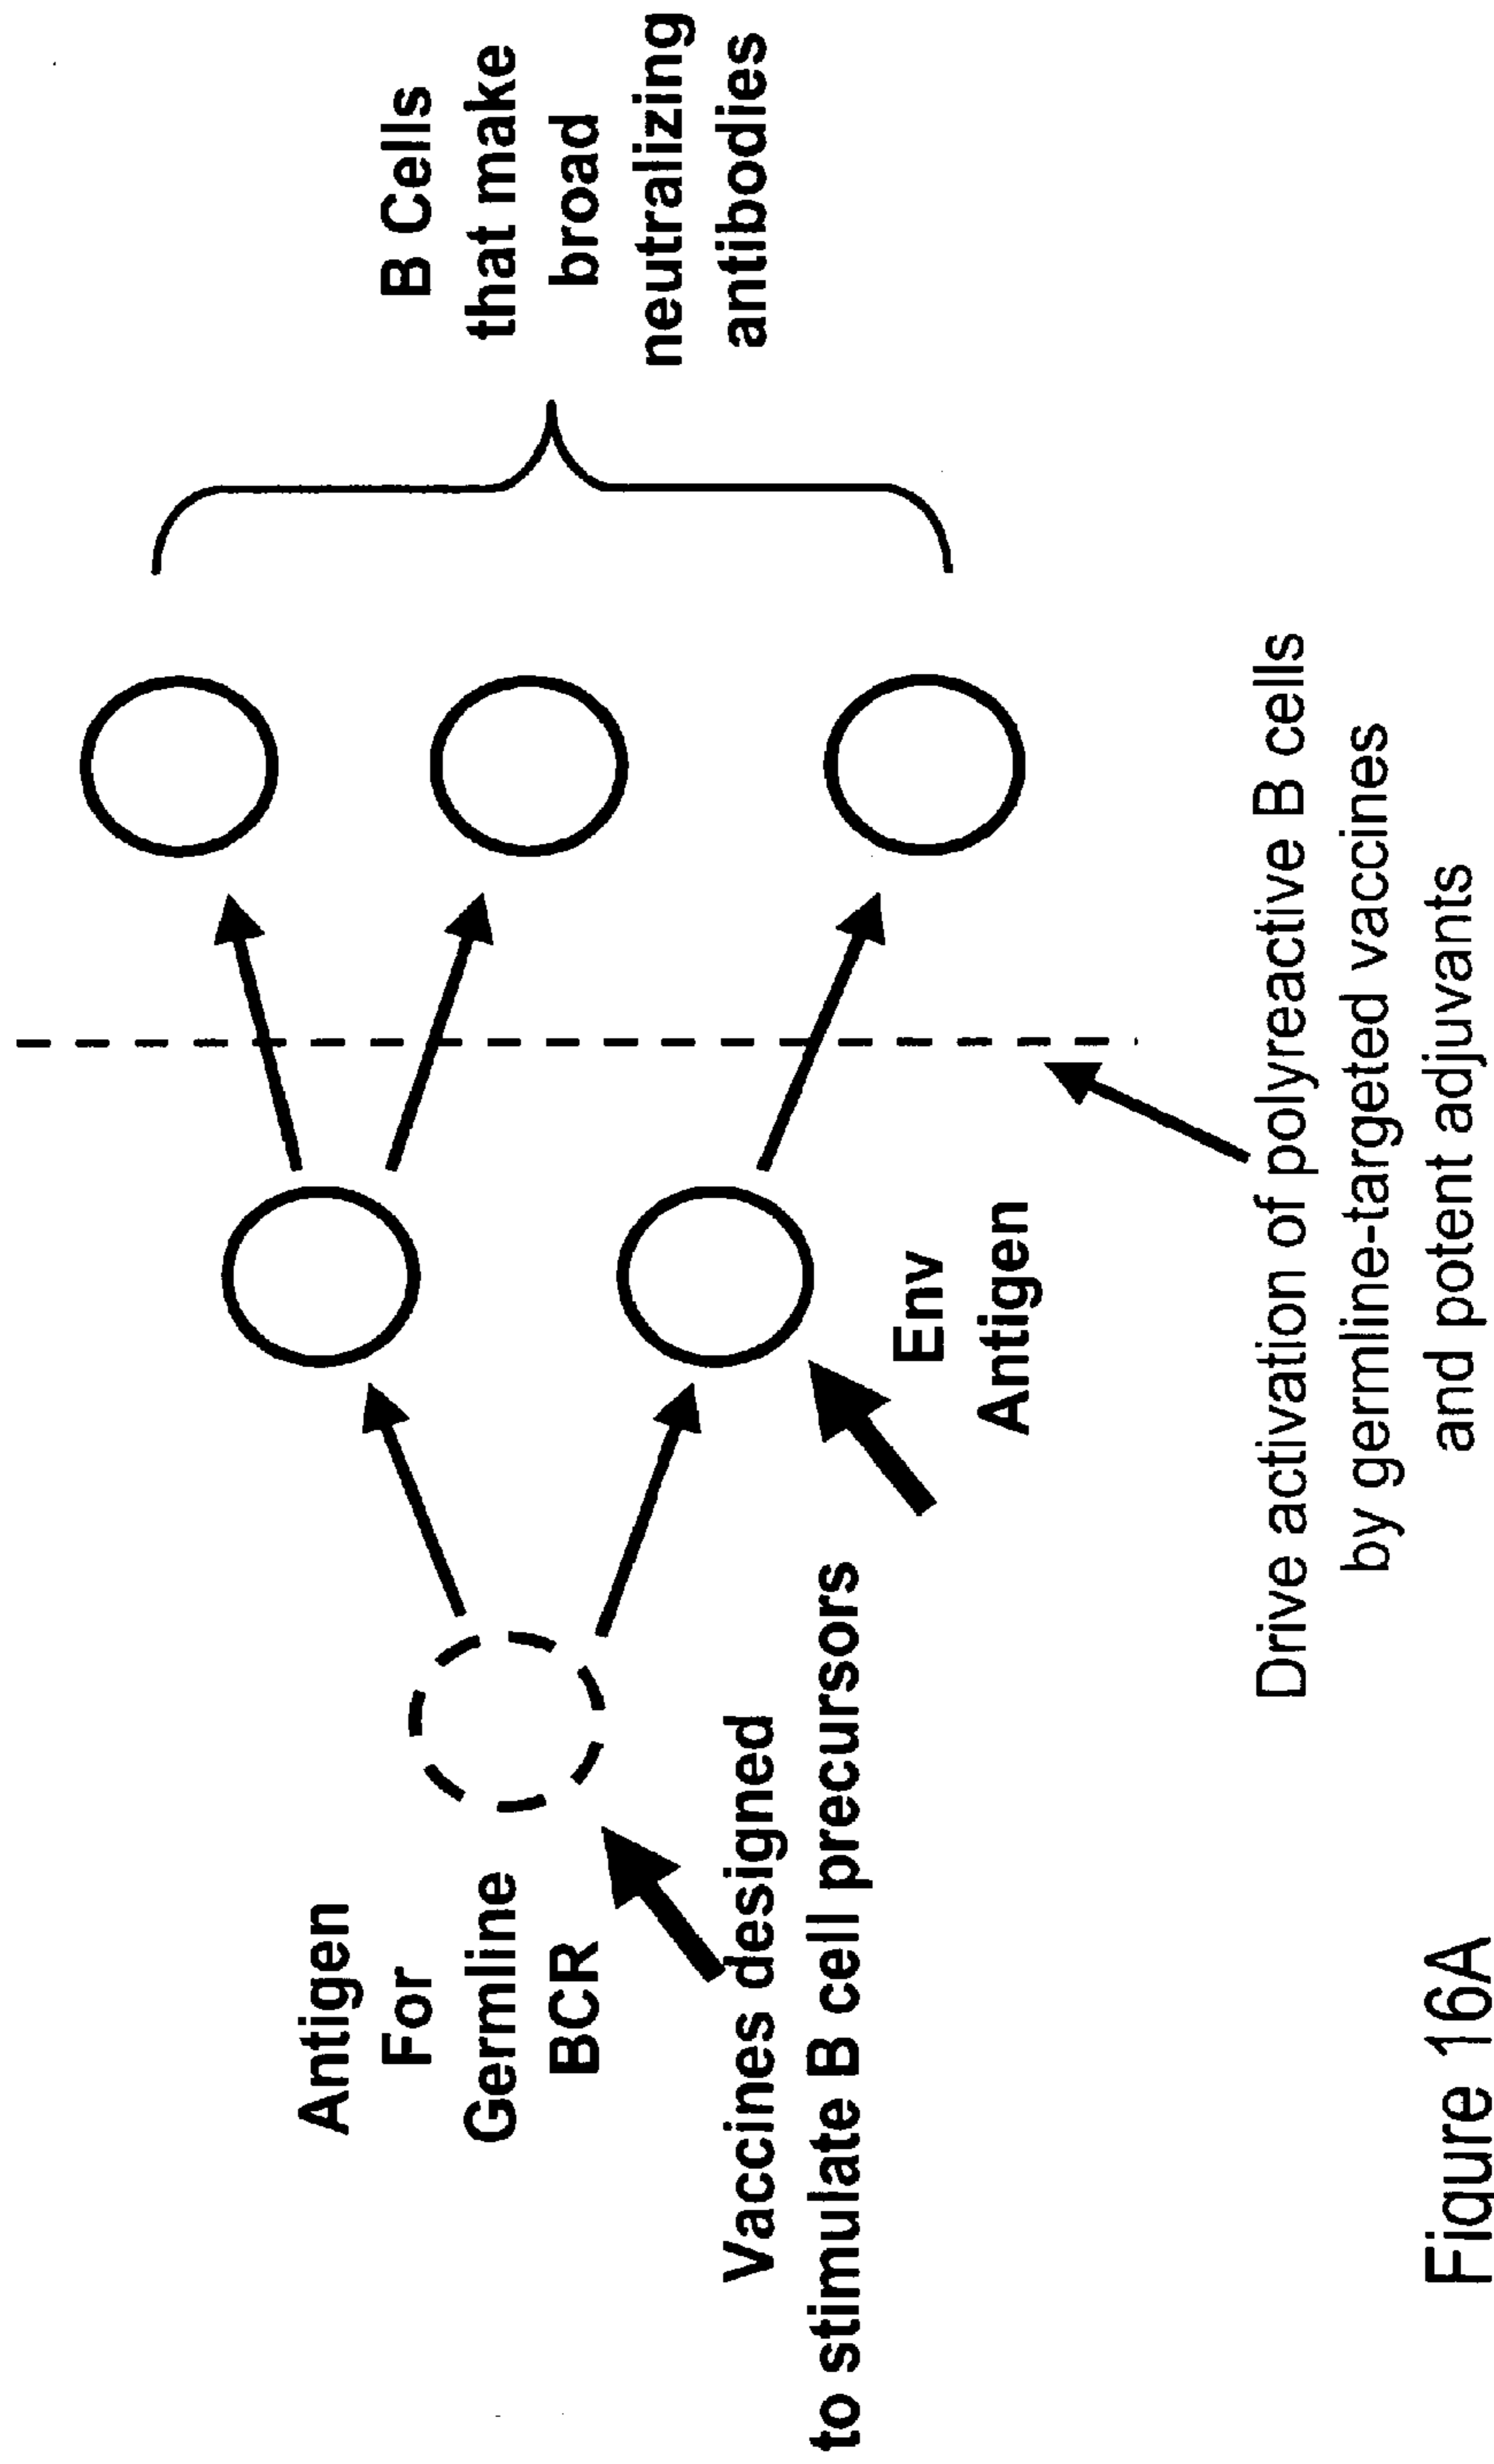 Antigen
For
Germline
BCR
Vaccines designed
to stimulate B cell precursors
Env
Antigen
B Cells
that make
broad
neutralizing
antibodies
Drive activation of polyreactive B cells
by germline-targeted vaccines
and potent adjuvants
Figure 16A